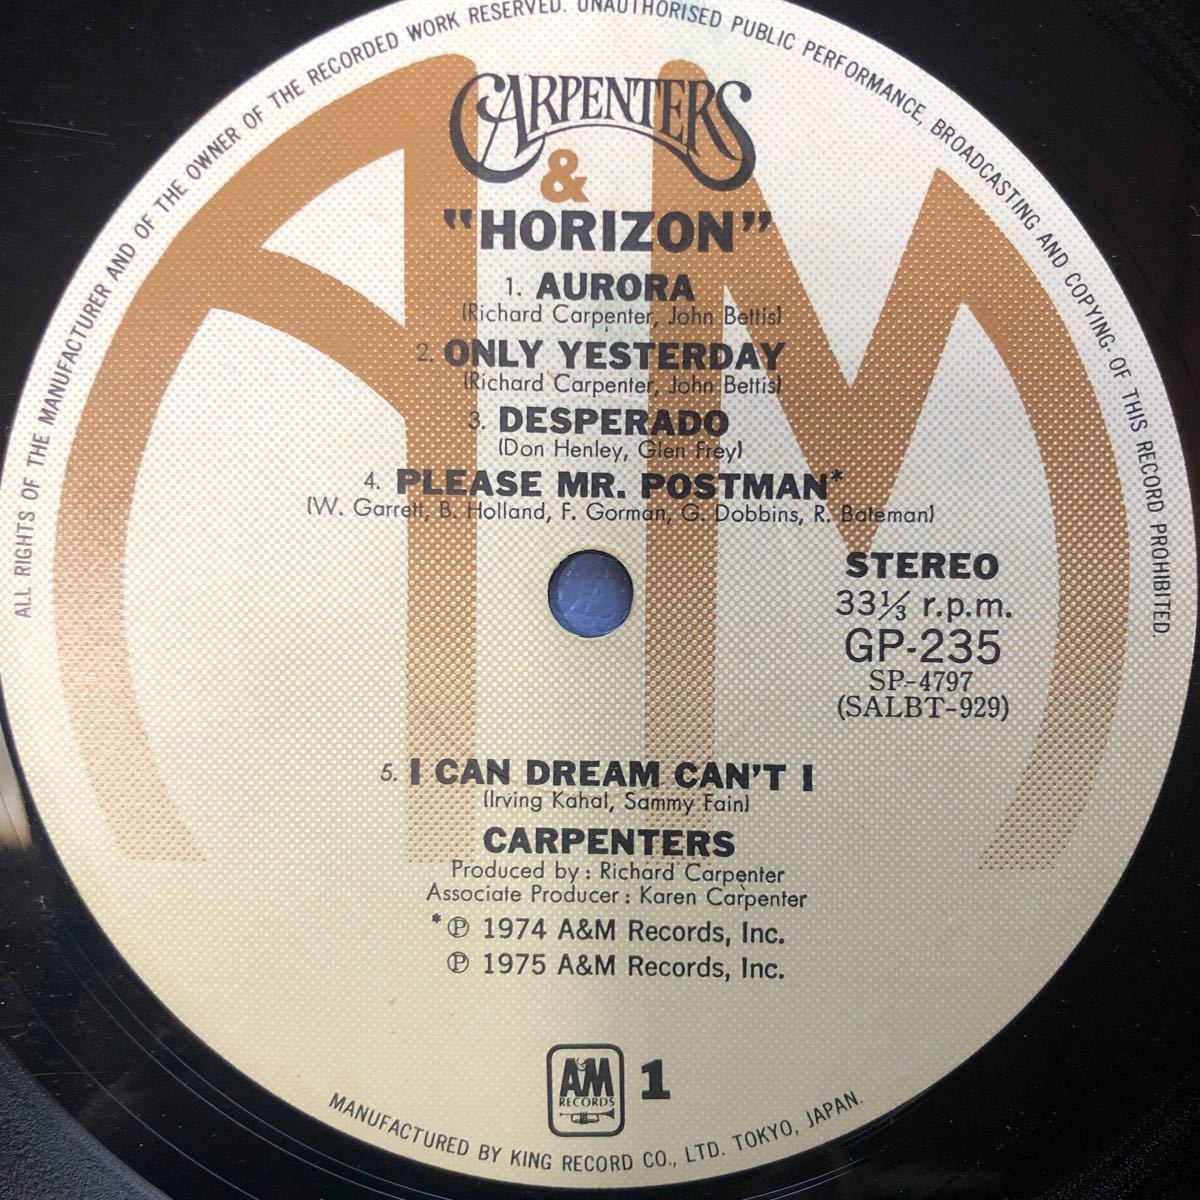 ALL RIGHTS OF THE MANUFACTURER AND OF THE OWNER OF THE RECORDED WORK RESERVED. UNAUTHORISED PUBLIC PERFORMANCE, BROADCASTING AND COPYING OF THIS RECORD PROHIBITED.
CARPENTERS
&
"HORIZON"
1. AURORA
(Richard Carpenter, John Bettis)
2. ONLY YESTERDAY
(Richard Carpenter, John Bettis)
3. DESPERADO
(Don Henley, Glen Frey)
4. PLEASE MR. POSTMAN*
(W. Garrett, B. Holland, F. Gorman, G. Dobbins, R. Bateman)
STEREO
33⅓ r.p.m.
GP-235
SP-4797
(SALBT-929)
5. I CAN DREAM CAN'T I
(Irving Kahal, Sammy Fain)
CARPENTERS
Produced by : Richard Carpenter
Associate Producer : Karen Carpenter
*℗ 1974 A&M Records, Inc.
℗ 1975 A&M Records, Inc.
A&M
RECORDS
1
MANUFACTURED BY KING RECORD CO., LTD. TOKYO, JAPAN.